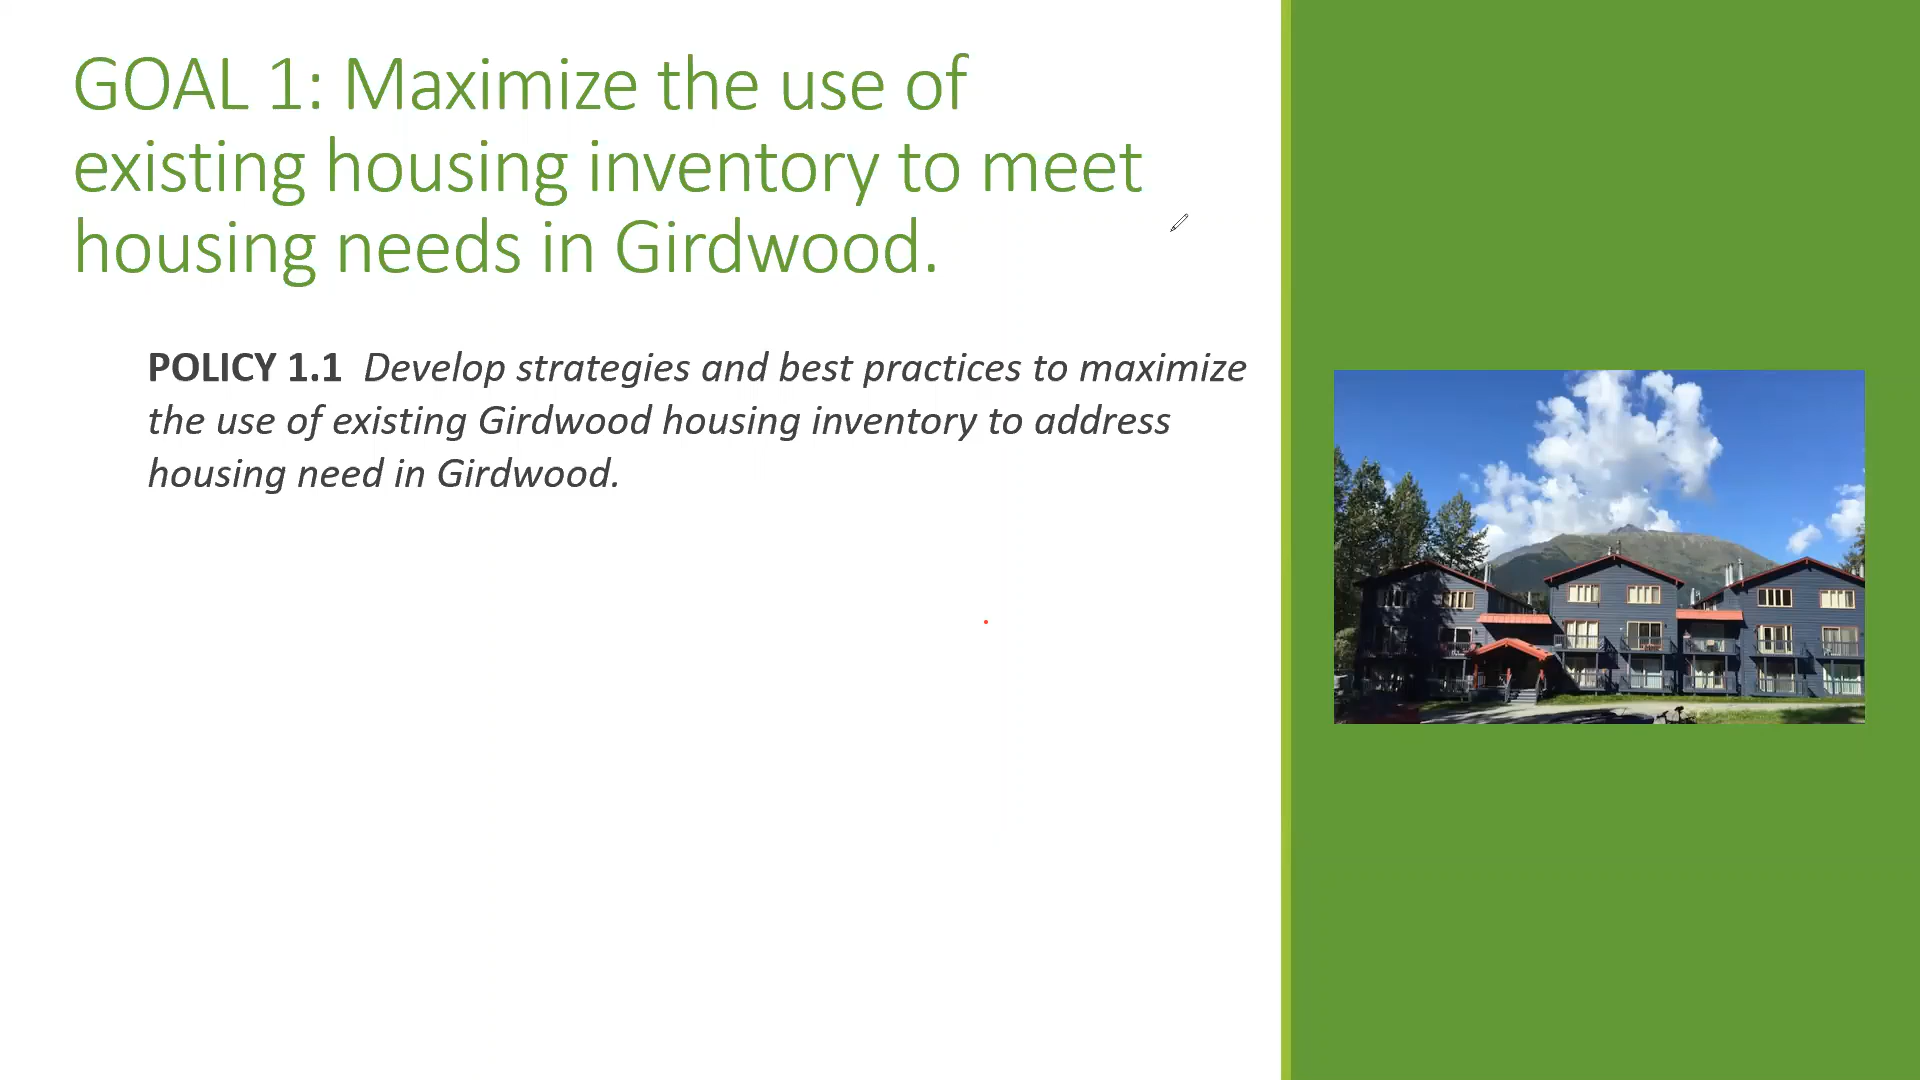 GOAL 1: Maximize the use of
existing housing inventory to meet
housing needs in Girdwood.
POLICY 1.1 Develop strategies and best practices to maximize
the use of existing Girdwood housing inventory to address
housing need in Girdwood.